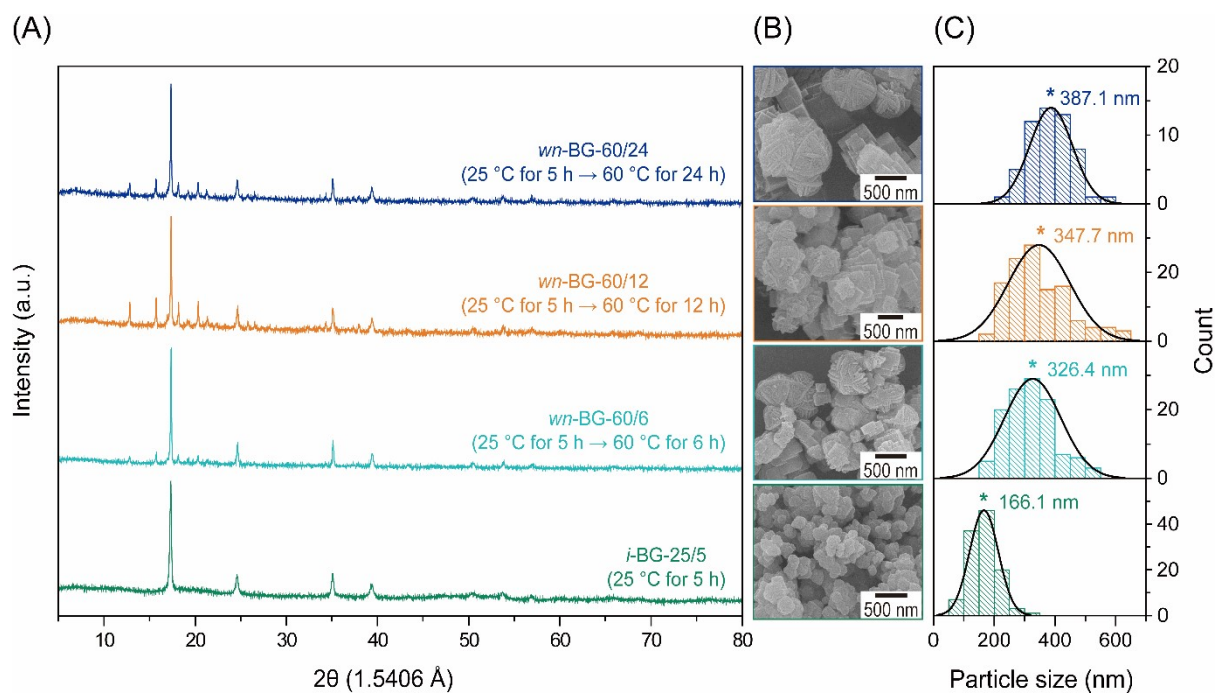 (A)
(B)
(C)
Intensity (a.u.)
wn-BG-60/24
(25 °C for 5 h → 60 °C for 24 h)
wn-BG-60/12
(25 °C for 5 h → 60 °C for 12 h)
wn-BG-60/6
(25 °C for 5 h → 60 °C for 6 h)
i-BG-25/5
(25 °C for 5 h)
10 20 30 40 50 60 70 80
2θ (1.5406 Å)
500 nm
500 nm
500 nm
500 nm
* 387.1 nm
* 347.7 nm
* 326.4 nm
* 166.1 nm
20
10
0
20
0
20
0
40
20
0
Count
0 200 400 600
Particle size (nm)